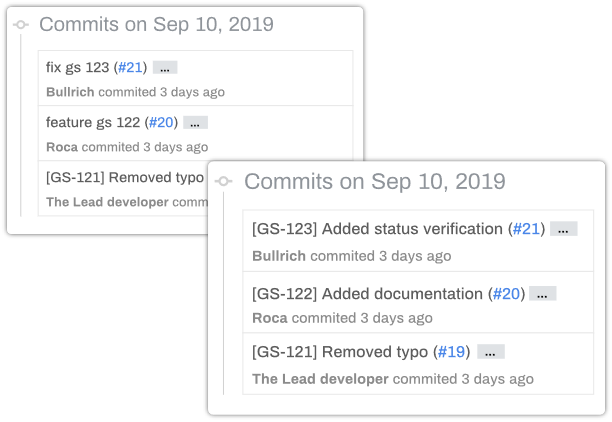 Commits on Sep 10, 2019
fix gs 123 (#21) ...
Bullrich commited 3 days ago
feature gs 122 (#20) ...
Roca commited 3 days ago
[GS-121] Removed typo
The Lead developer comm
Commits on Sep 10, 2019
[GS-123] Added status verification (#21) ...
Bullrich commited 3 days ago
[GS-122] Added documentation (#20) ...
Roca commited 3 days ago
[GS-121] Removed typo (#19) ...
The Lead developer commited 3 days ago